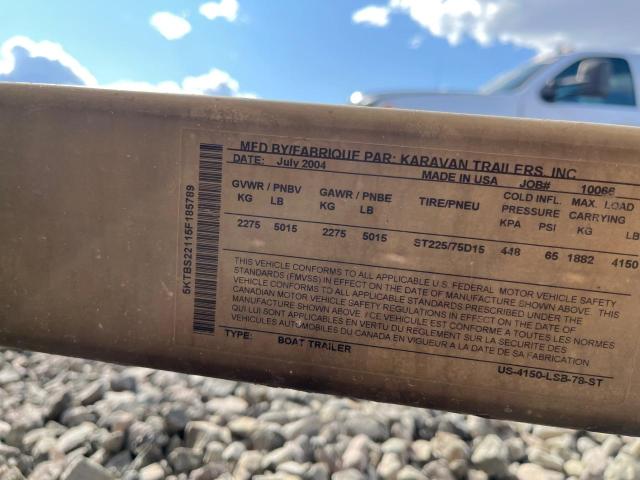 5KTBS22115F185789
MFD BY/FABRIQUE PAR: KARAVAN TRAILERS, INC
DATE: July 2004 MADE IN USA JOB# 10066
GVWR / PNBV GAWR / PNBE TIRE/PNEU COLD INFL. MAX. LOAD
KG LB KG LB PRESSURE CARRYING
KPA PSI KG LB
2275 5015 2275 5015 ST225/75D15 448 65 1882 4150
THIS VEHICLE CONFORMS TO ALL APPLICABLE U.S. FEDERAL MOTOR VEHICLE SAFETY
STANDARDS (FMVSS) IN EFFECT ON THE DATE OF MANUFACTURE SHOWN ABOVE. THIS
VEHICLE CONFORMS TO ALL APPLICABLE STANDARDS PRESCRIBED UNDER THE
CANADIAN MOTOR VEHICLE SAFETY REGULATIONS IN EFFECT ON THE DATE OF
MANUFACTURE SHOWN ABOVE. / CE VEHICULE EST CONFORME A TOUTES LES NORMES
QUI LUI SONT APPLICABLES EN VERTU DU REGLEMENT SUR LA SECURITE DES
VEHICULES AUTOMOBILES DU CANADA EN VIGUEUR A LA DATE DE SA FABRICATION
TYPE: BOAT TRAILER US-4150-LSB-78-ST